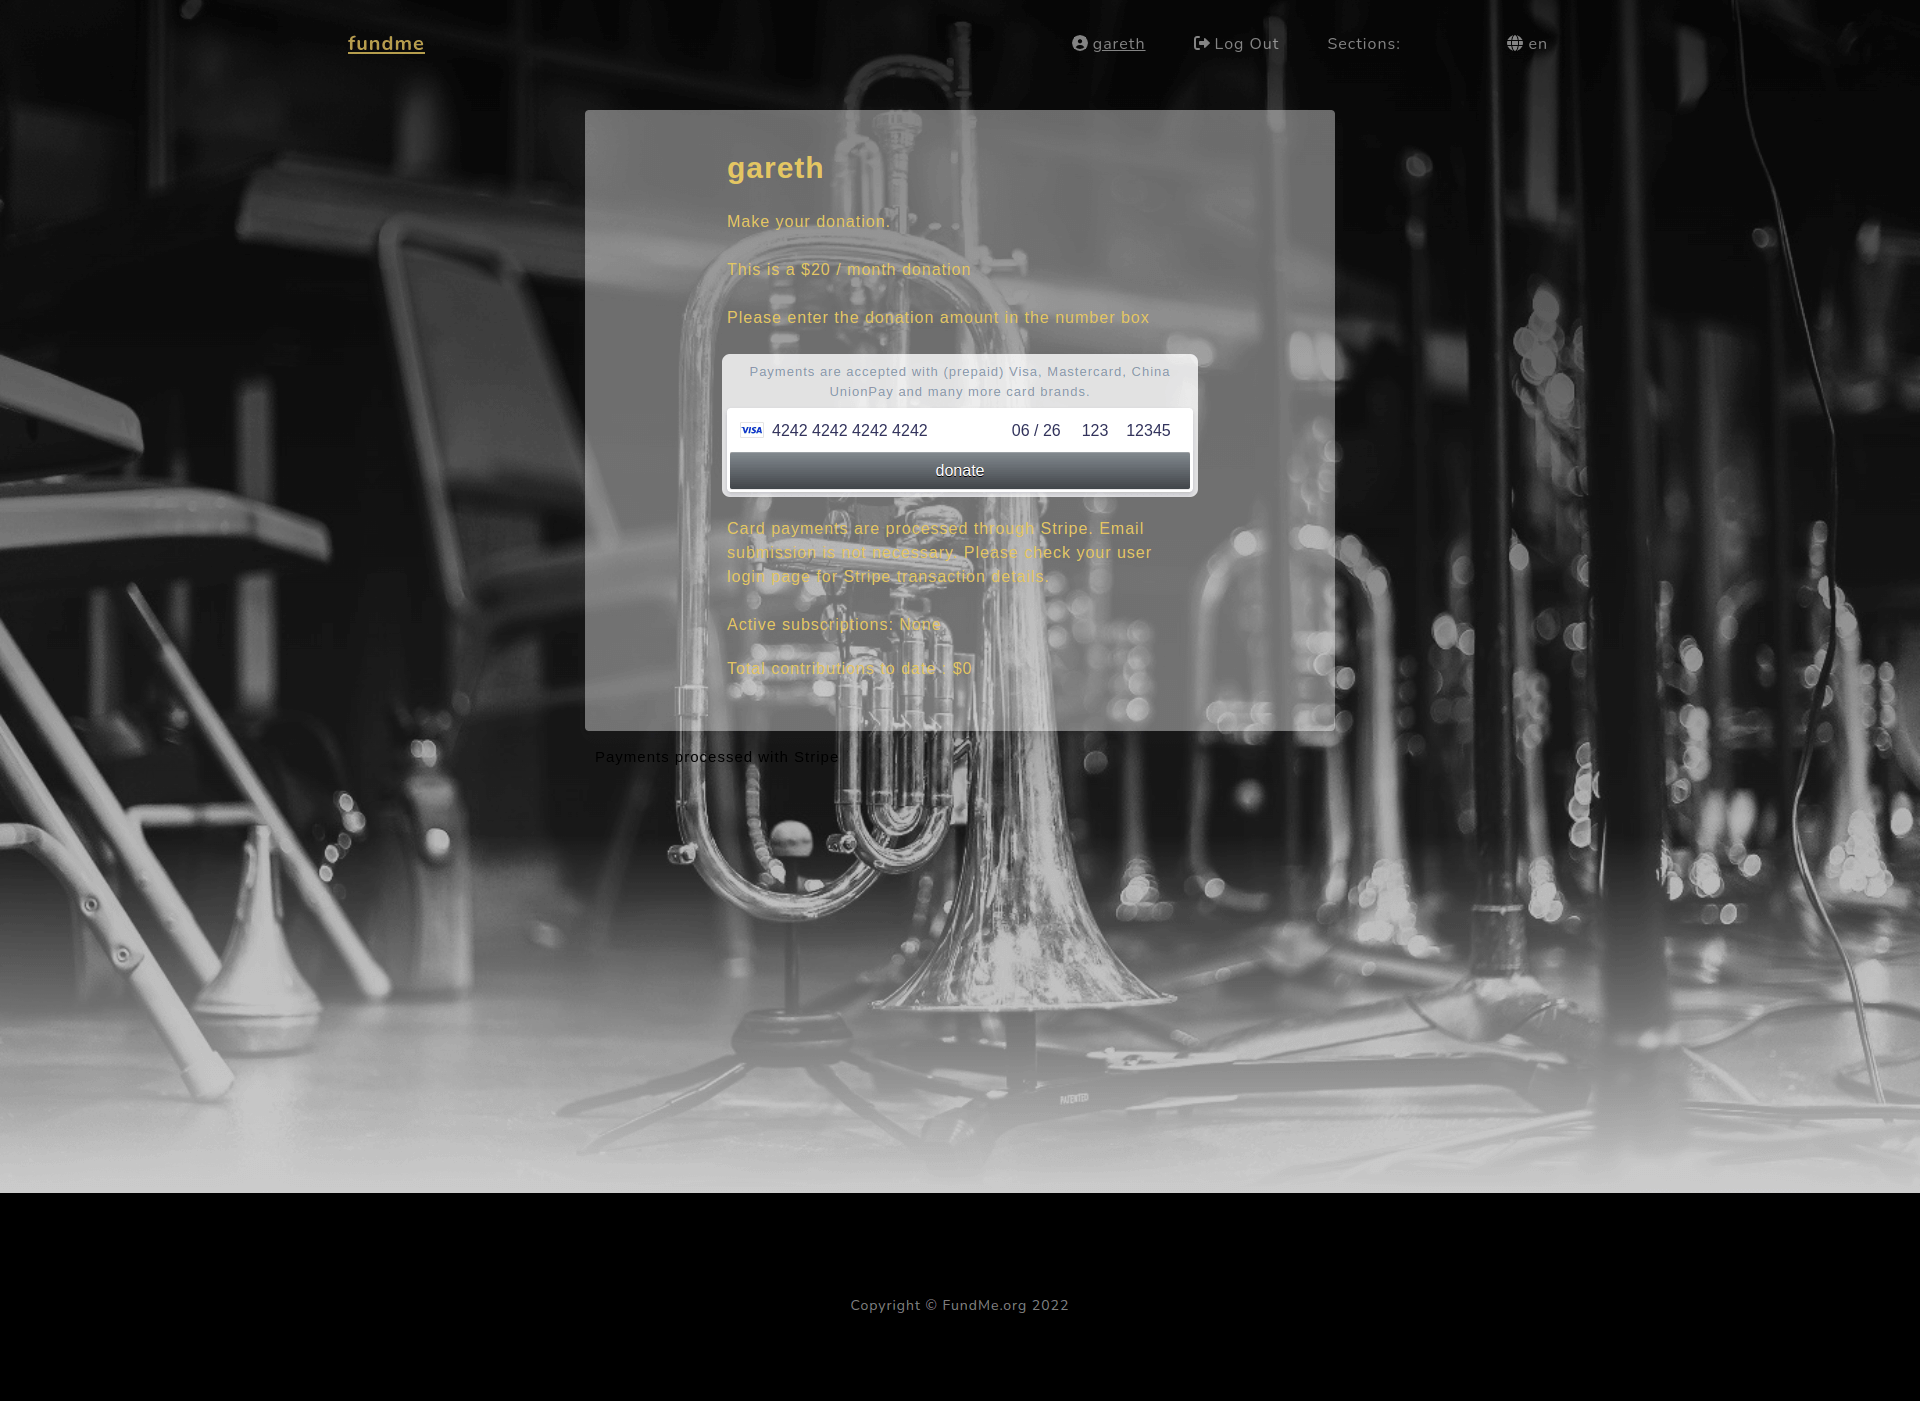 fundme
gareth
Log Out
Sections:
en
gareth
Make your donation.
This is a $20 / month donation
Please enter the donation amount in the number box
Payments are accepted with (prepaid) Visa, Mastercard, China
UnionPay and many more card brands.
VISA 4242 4242 4242 4242 06 / 26 123 12345
donate
Card payments are processed through Stripe. Email
submission is not necessary. Please check your user
login page for Stripe transaction details.
Active subscriptions: None.
Total contributions to date : $0
Payments processed with Stripe
PATENTED
Copyright © FundMe.org 2022